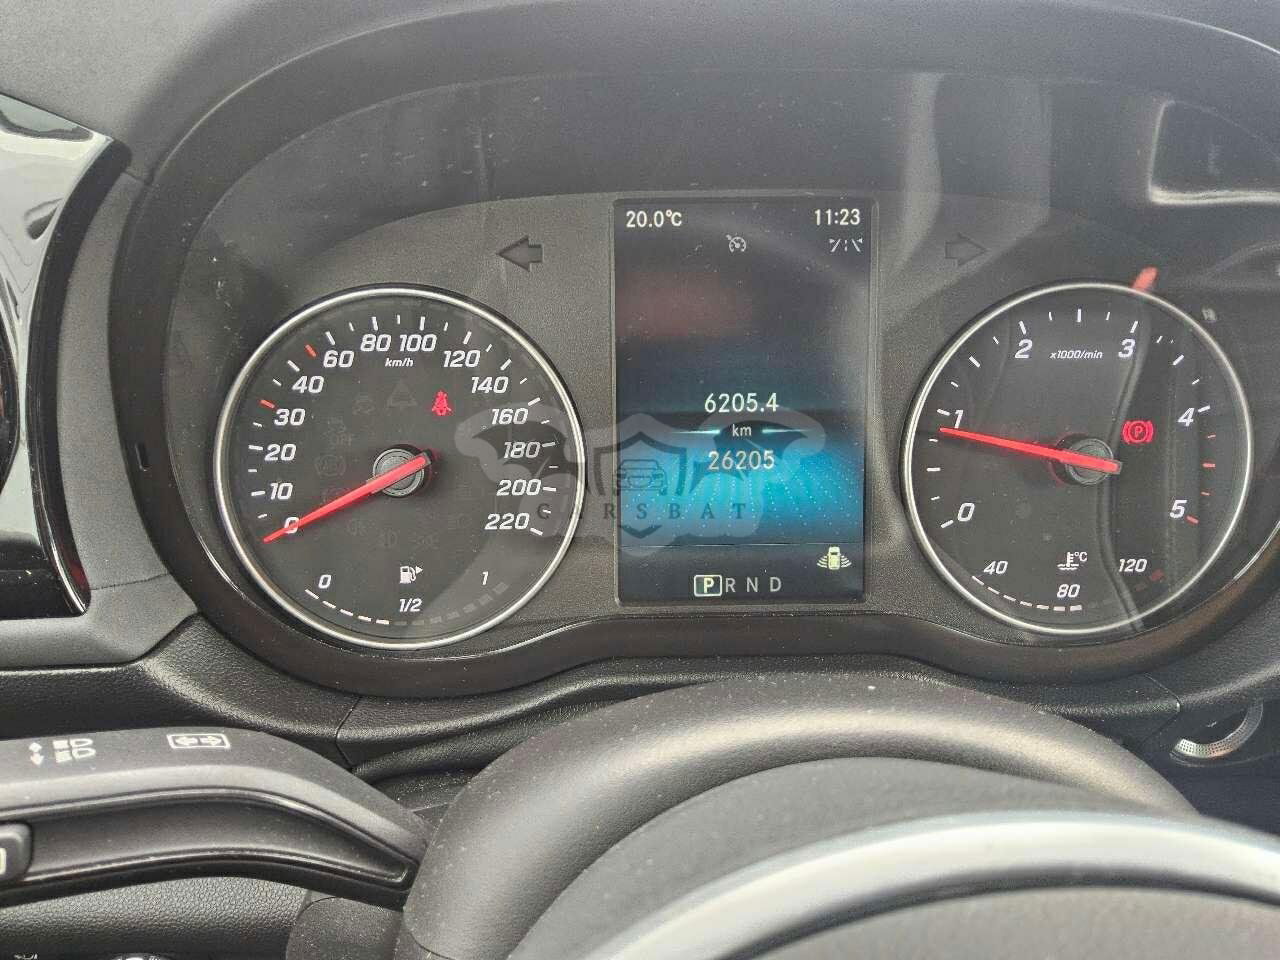 20.0°C 11:23
6205.4
km
26205
P R N D
0 10 20 30 40 60 80 100 120 140 160 180 200 220
km/h
OFF
0 1/2 1
0 1 2 3 4 5
x1000/min
P
°C
40 80 120
CARSBAT